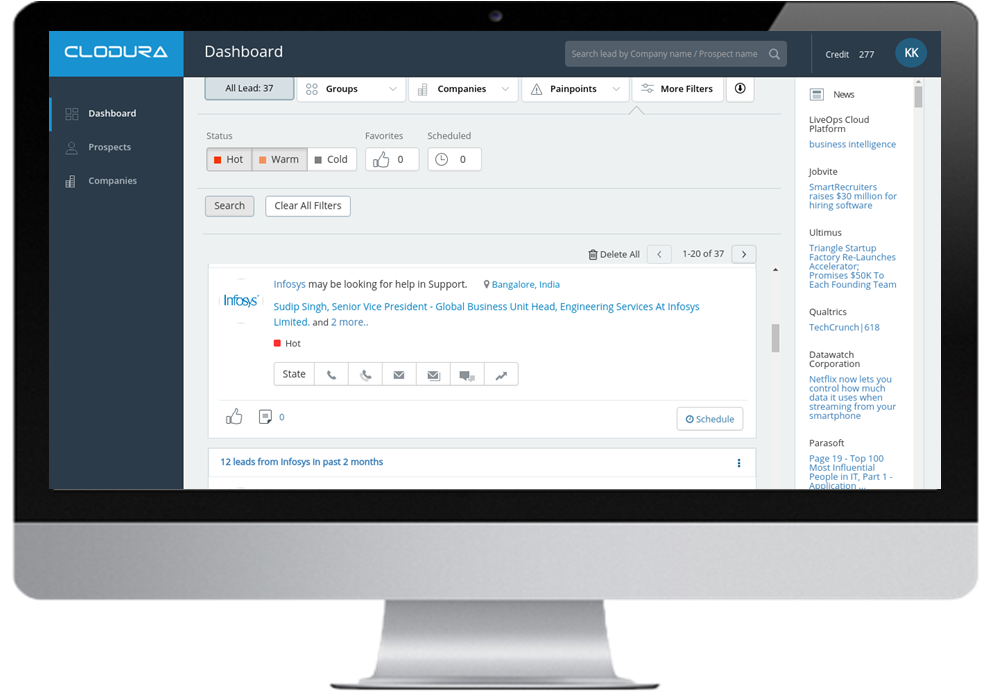 CLODURA
Dashboard
Search lead by Company name / Prospect name
Credit 277
KK
Dashboard
Prospects
Companies
All Lead: 37
Groups
Companies
Painpoints
More Filters
Status
Favorites
Scheduled
Hot
Warm
Cold
0
0
Search
Clear All Filters
Delete All
1-20 of 37
Infosys
Infosys may be looking for help in Support.
Bangalore, India
Sudip Singh, Senior Vice President - Global Business Unit Head, Engineering Services At Infosys
Limited. and 2 more..
Hot
State
0
Schedule
12 leads from Infosys in past 2 months
News
LiveOps Cloud
Platform
business intelligence
Jobvite
SmartRecruiters
raises $30 million for
hiring software
Ultimus
Triangle Startup
Factory Re-Launches
Accelerator;
Promises $50K To
Each Founding Team
Qualtrics
TechCrunch|618
Datawatch
Corporation
Netflix now lets you
control how much
data it uses when
streaming from your
smartphone
Parasoft
Page 19 - Top 100
Most Influential
People in IT, Part 1 -
Application ...